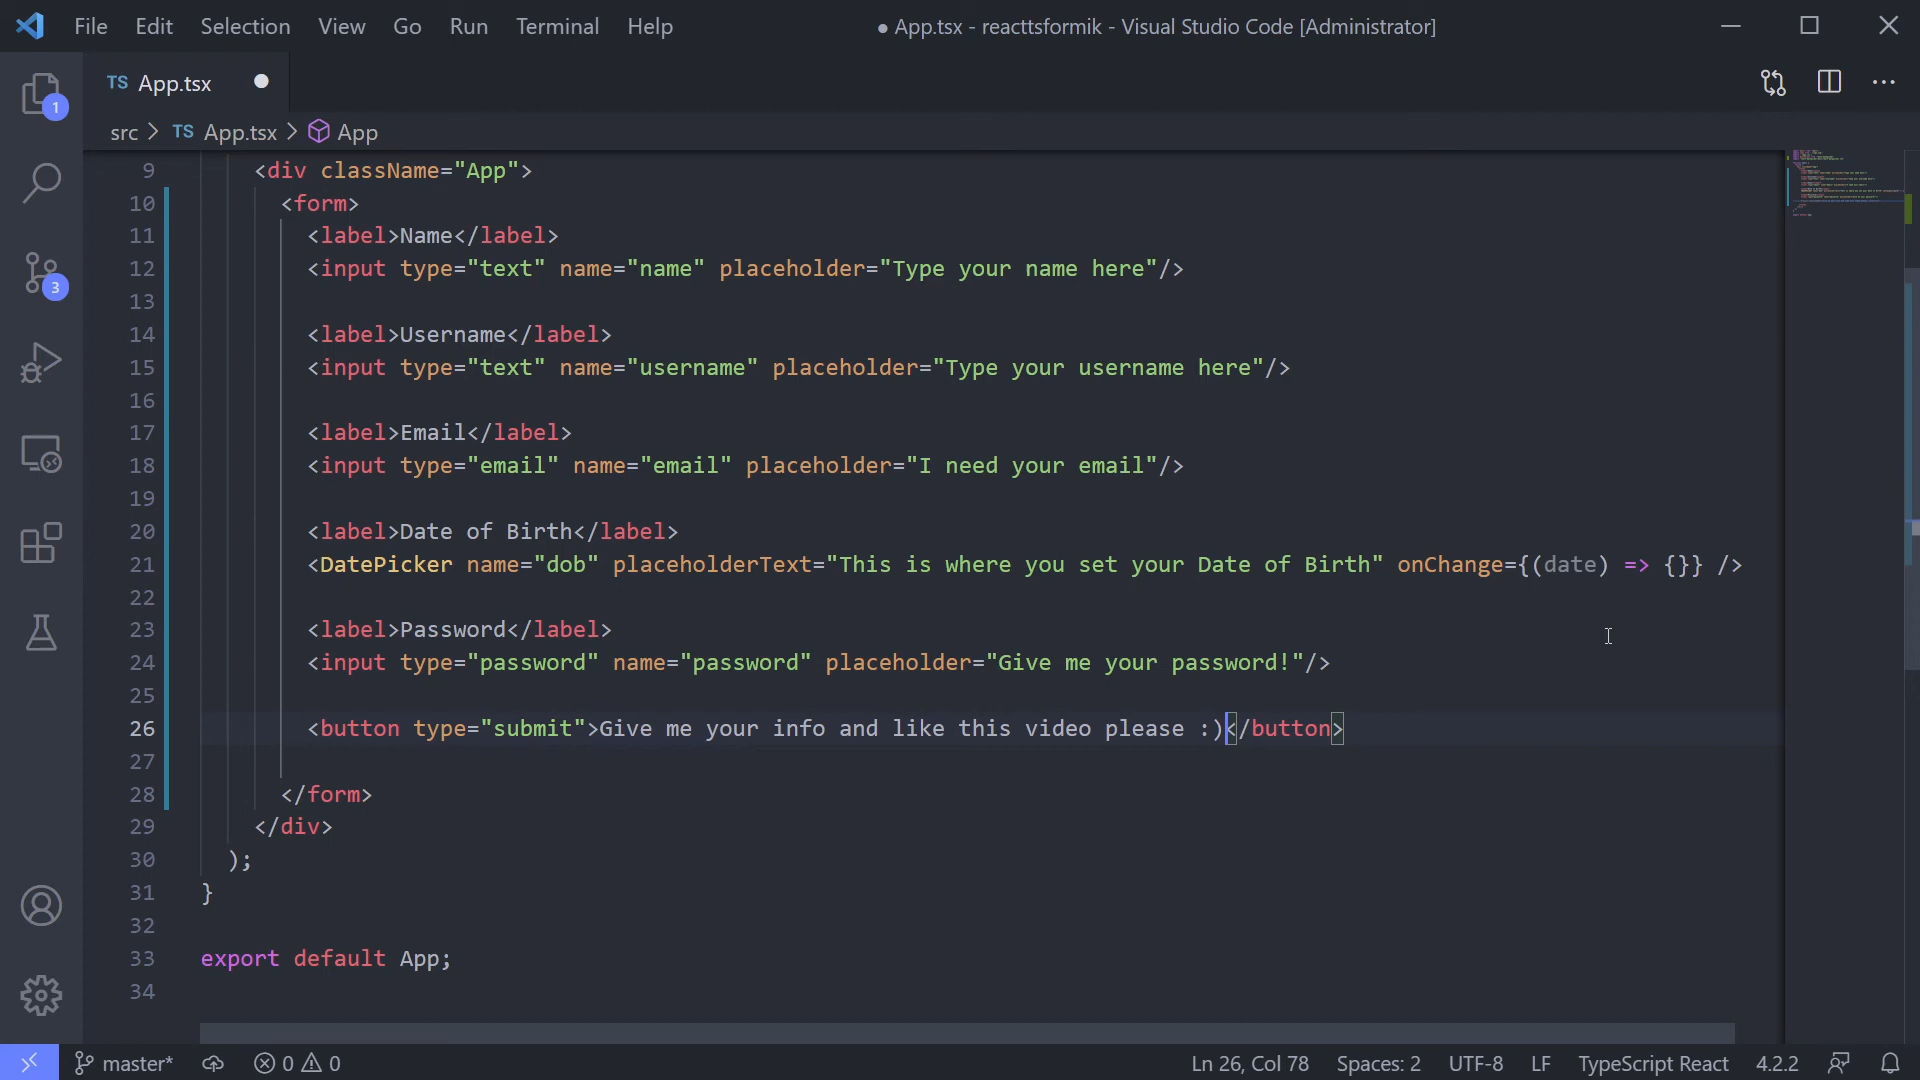 File Edit Selection View Go Run Terminal Help ● App.tsx - reacttsformik - Visual Studio Code [Administrator]
TS App.tsx
src > TS App.tsx > App
1
3
9 <div className="App">
10 <form>
11 <label>Name</label>
12 <input type="text" name="name" placeholder="Type your name here"/>
13
14 <label>Username</label>
15 <input type="text" name="username" placeholder="Type your username here"/>
16
17 <label>Email</label>
18 <input type="email" name="email" placeholder="I need your email"/>
19
20 <label>Date of Birth</label>
21 <DatePicker name="dob" placeholderText="This is where you set your Date of Birth" onChange={(date) => {}} />
22
23 <label>Password</label>
24 <input type="password" name="password" placeholder="Give me your password!"/>
25
26 <button type="submit">Give me your info and like this video please :)</button>
27
28 </form>
29 </div>
30 );
31 }
32
33 export default App;
34
master* 0 0 Ln 26, Col 78 Spaces: 2 UTF-8 LF TypeScript React 4.2.2